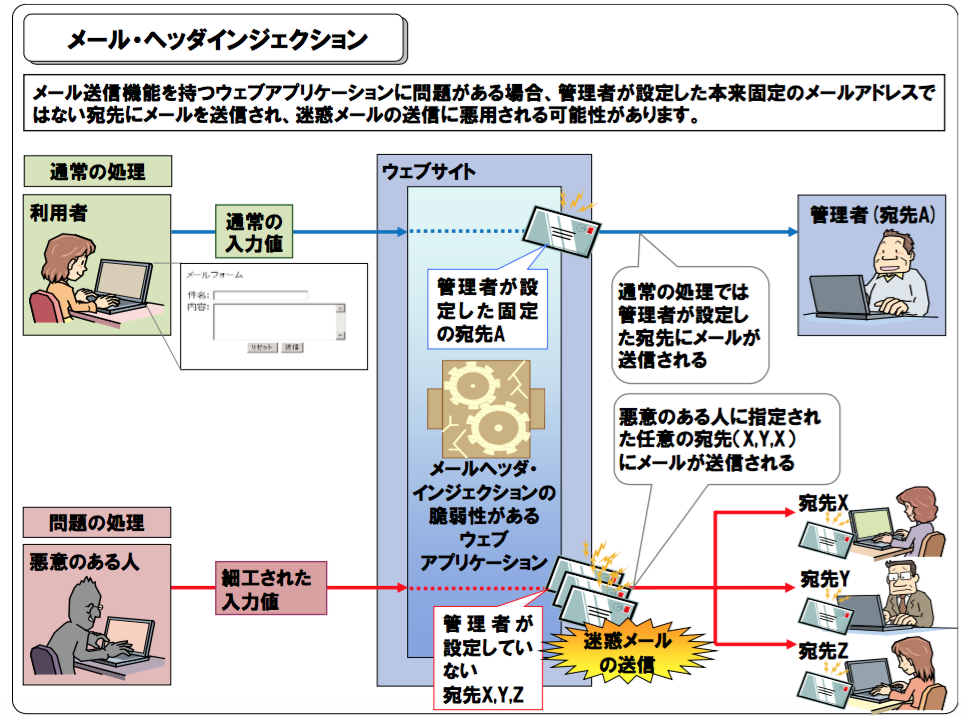 メール・ヘッダインジェクション
メール送信機能を持つウェブアプリケーションに問題がある場合、管理者が設定した本来固定のメールアドレスで
はない宛先にメールを送信され、迷惑メールの送信に悪用される可能性があります。
通常の処理
利用者
通常の
入力値
メールフォーム
件名:
内容:
リセット 送信
ウェブサイト
管理者が設
定した固定
の宛先A
管理者(宛先A)
通常の処理では
管理者が設定し
た宛先にメールが
送信される
メールヘッダ・
インジェクションの
脆弱性がある
ウェブ
アプリケーション
悪意のある人に指定され
た任意の宛先(X,Y,X)
にメールが送信される
問題の処理
悪意のある人
細工された
入力値
管理者が
設定してい
ない
宛先X,Y,Z
迷惑メール
の送信
宛先X
宛先Y
宛先Z